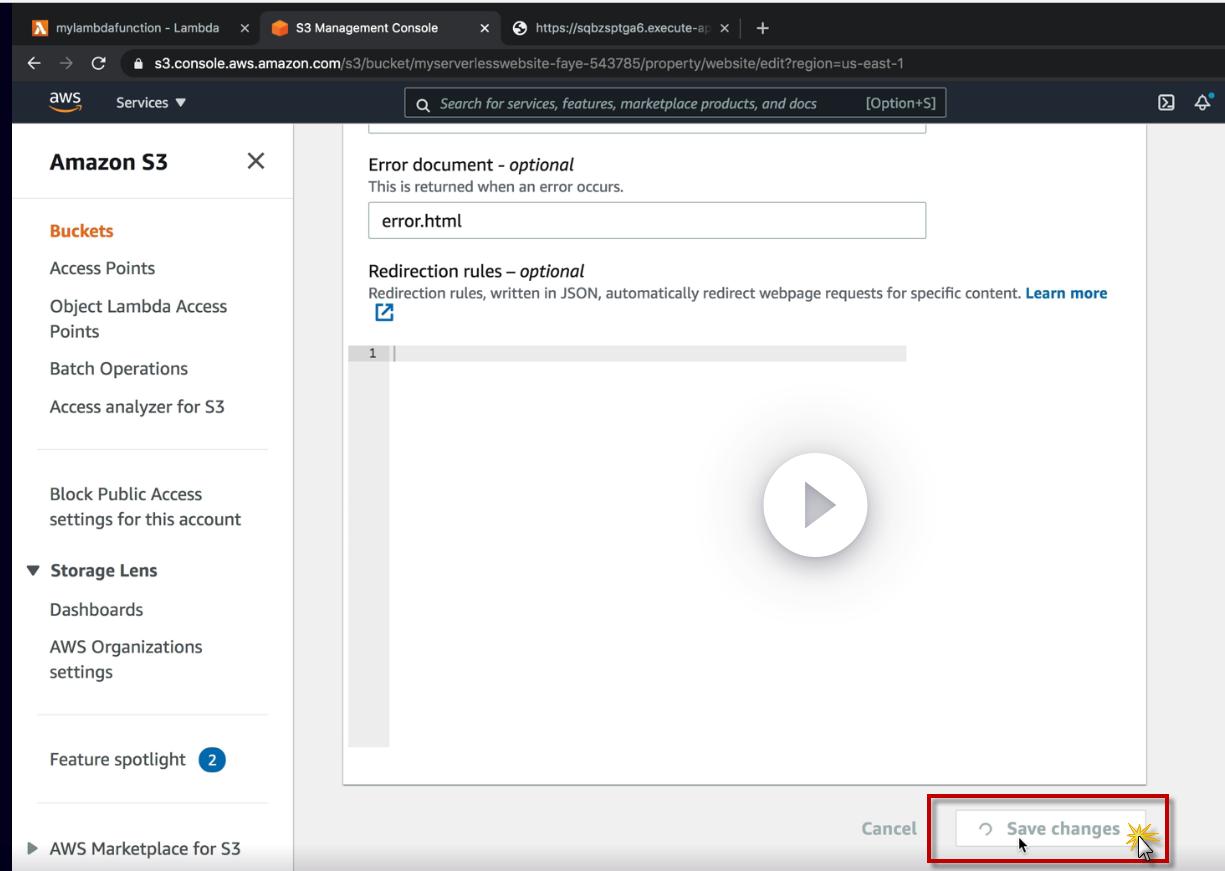 mylambdafunction - Lambda
S3 Management Console
https://sqbzsptga6.execute-ap
s3.console.aws.amazon.com/s3/bucket/myserverlesswebsite-faye-543785/property/website/edit?region=us-east-1
aws
Services ▼
Search for services, features, marketplace products, and docs
[Option+S]
Amazon S3
Buckets
Access Points
Object Lambda Access
Points
Batch Operations
Access analyzer for S3
Block Public Access
settings for this account
Storage Lens
Dashboards
AWS Organizations
settings
Feature spotlight 2
AWS Marketplace for S3
Error document - optional
This is returned when an error occurs.
error.html
Redirection rules – optional
Redirection rules, written in JSON, automatically redirect webpage requests for specific content. Learn more
1
Cancel
Save changes